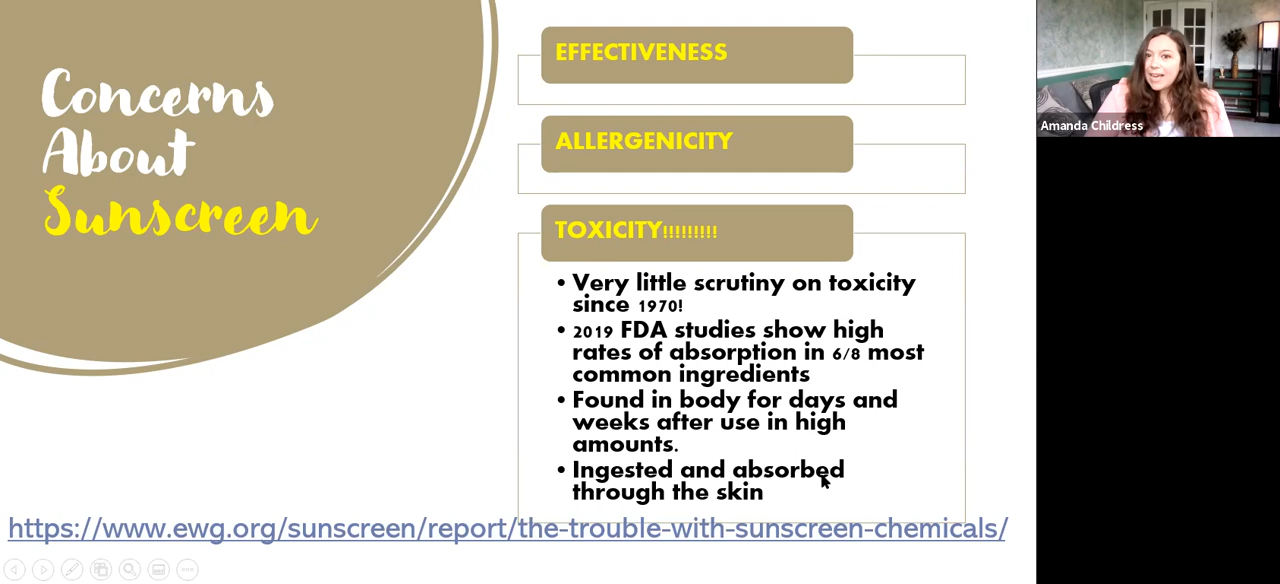 Concerns
About
Sunscreen
EFFECTIVENESS
ALLERGENICITY
TOXICITY!!!!!!!!!
• Very little scrutiny on toxicity
since 1970!
• 2019 FDA studies show high
rates of absorption in 6/8 most
common ingredients
• Found in body for days and
weeks after use in high
amounts.
• Ingested and absorbed
through the skin
https://www.ewg.org/sunscreen/report/the-trouble-with-sunscreen-chemicals/
Amanda Childress